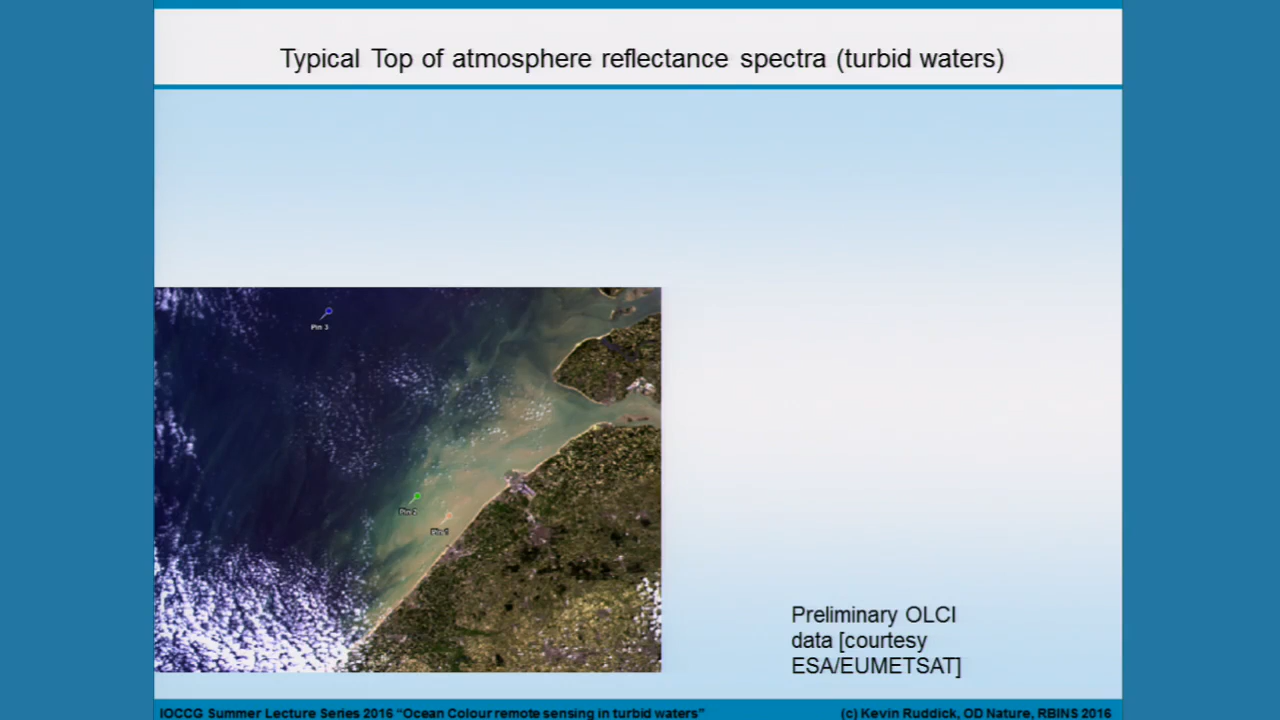 Typical Top of atmosphere reflectance spectra (turbid waters)
Pin 3
Pin 2
Pin 1
Preliminary OLCI
data [courtesy
ESA/EUMETSAT]
IOCCG Summer Lecture Series 2016 “Ocean Colour remote sensing in turbid waters”
(c) Kevin Ruddick, OD Nature, RBINS 2016